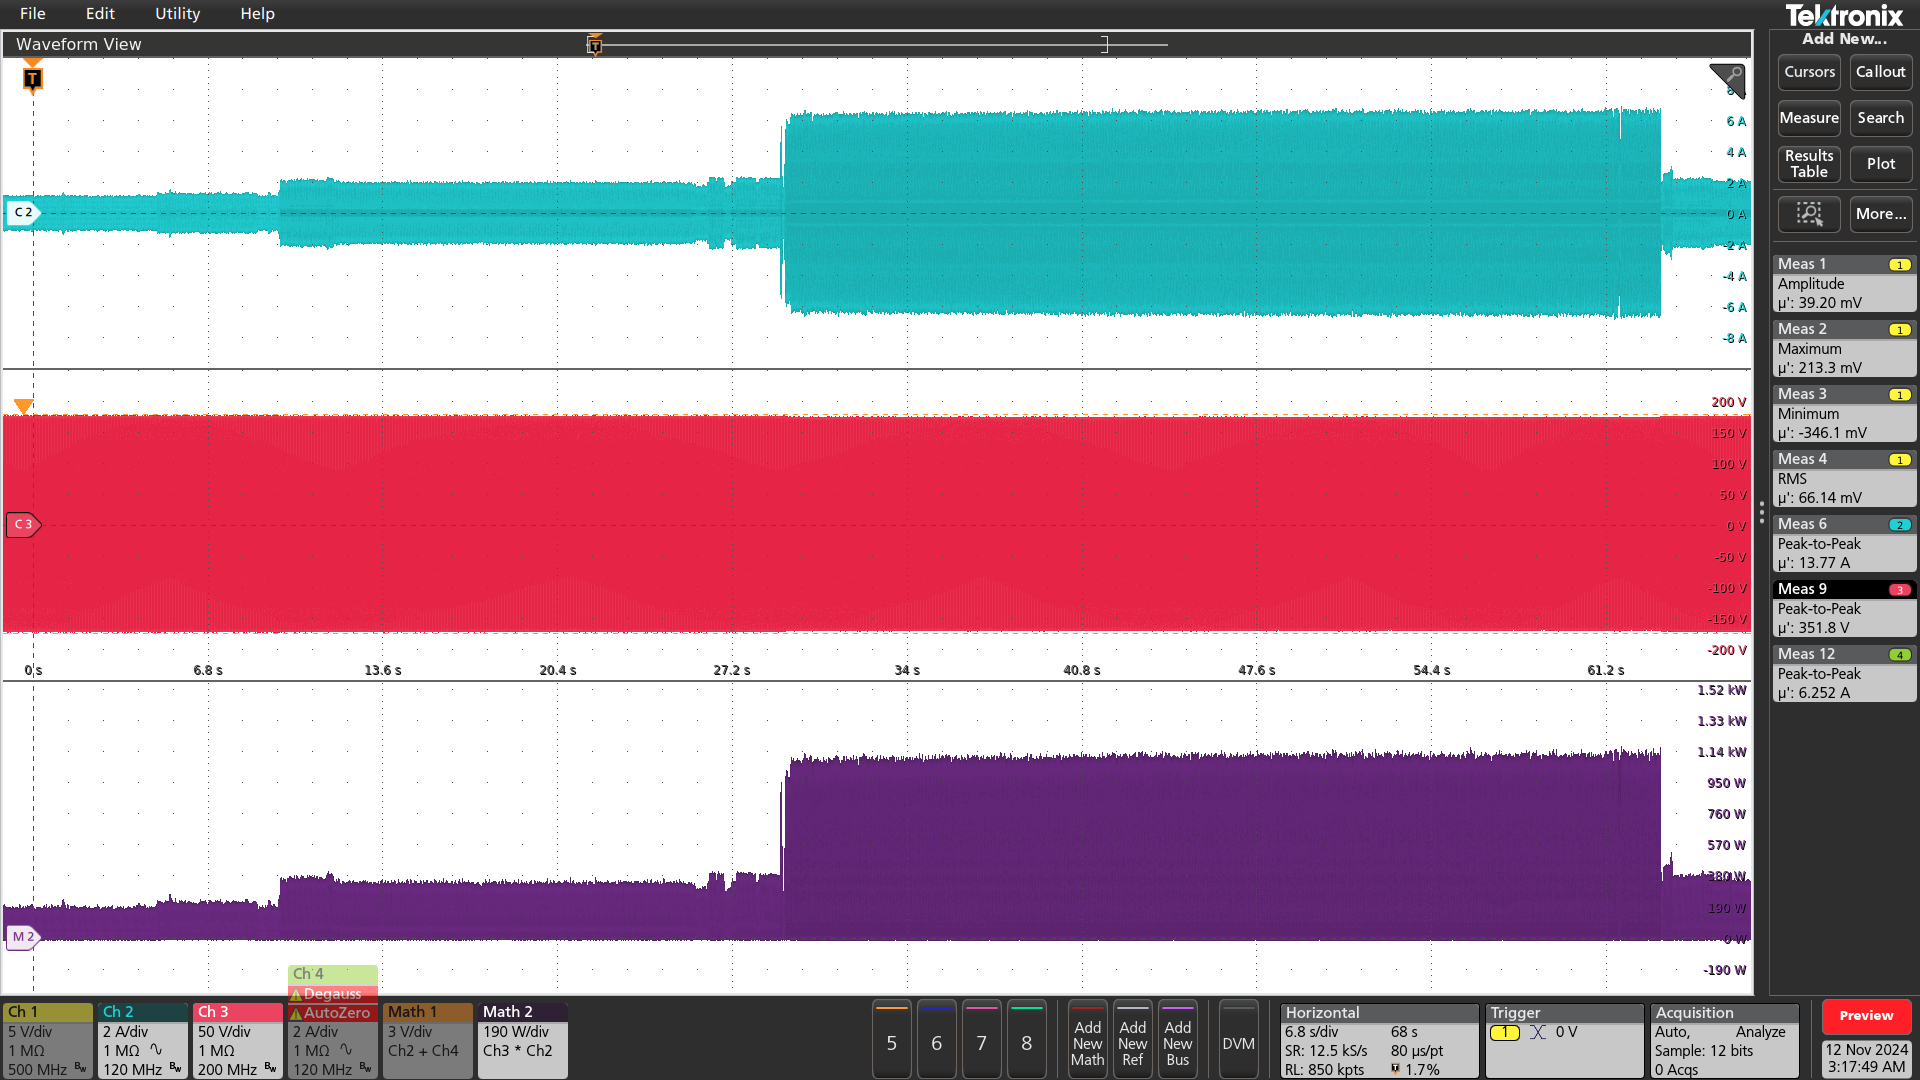 File Edit Utility Help
Tektronix
Waveform View
Add New...
T
T
Cursors Callout
Measure Search
Results Table Plot
More...
8
6 A
4 A
2 A
0 A
-2 A
-4 A
-6 A
-8 A
C 2
200 V
150 V
100 V
50 V
0 V
-50 V
-100 V
-150 V
-200 V
C 3
0 s 6.8 s 13.6 s 20.4 s 27.2 s 34 s 40.8 s 47.6 s 54.4 s 61.2 s
1.52 kW
1.33 kW
1.14 kW
950 W
760 W
570 W
380 W
190 W
0 W
-190 W
M 2
Meas 1 1
Amplitude
µ': 39.20 mV
Meas 2 1
Maximum
µ': 213.3 mV
Meas 3 1
Minimum
µ': -346.1 mV
Meas 4 1
RMS
µ': 66.14 mV
Meas 6 2
Peak-to-Peak
µ': 13.77 A
Meas 9 3
Peak-to-Peak
µ': 351.8 V
Meas 12 4
Peak-to-Peak
µ': 6.252 A
Ch 1
5 V/div
1 MΩ
500 MHz Bw
Ch 2
2 A/div
1 MΩ
120 MHz Bw
Ch 3
50 V/div
1 MΩ
200 MHz Bw
Ch 4
Degauss
AutoZero
2 A/div
1 MΩ
120 MHz Bw
Math 1
3 V/div
Ch2 + Ch4
Math 2
190 W/div
Ch3 * Ch2
5 6 7 8
Add New Math
Add New Ref
Add New Bus
DVM
Horizontal
6.8 s/div 68 s
SR: 12.5 kS/s 80 µs/pt
RL: 850 kpts T 1.7%
Trigger
1 0 V
Acquisition
Auto, Analyze
Sample: 12 bits
0 Acqs
Preview
12 Nov 2024
3:17:49 AM